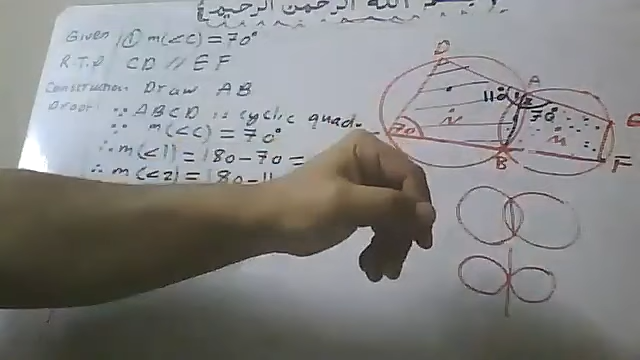 بسم الله الرحمن الرحيم
Given / ① m(<C) = 70°
R.T.P CD // EF
Construction Draw AB
Proof:
∵ ABCD is cyclic quad.
∵ m(<C) = 70°
∴ m(<1) = 180 - 70 =
∴ m(<2) = 180 - 11
D
A
110
1
2
70
E
70
M
B
F